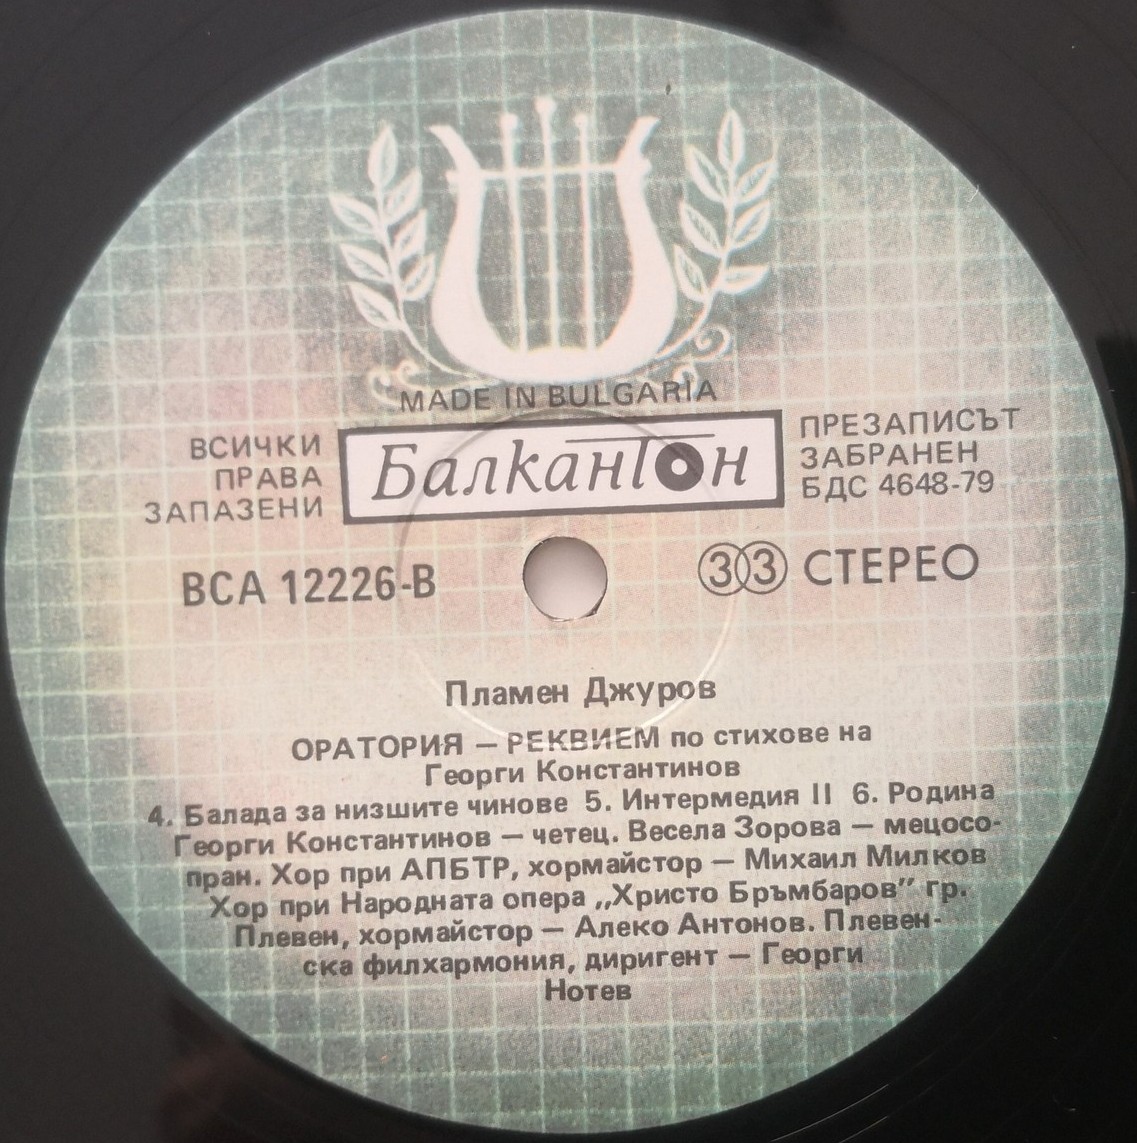 MADE IN BULGARIA
ВСИЧКИ
ПРАВА
ЗАПАЗЕНИ
Балкантон
ПРЕЗАПИСЪТ
ЗАБРАНЕН
БДС 4648-79
ВСА 12226-В
33 СТЕРЕО
Пламен Джуров
ОРАТОРИЯ — РЕКВИЕМ по стихове на
Георги Константинов
4. Балада за низшите чинове 5. Интермедия II 6. Родина
Георги Константинов — четец. Весела Зорова — мецосо-
пран. Хор при АПБТР, хормайстор — Михаил Милков
Хор при Народната опера „Христо Бръмбаров” гр.
Плевен, хормайстор — Алеко Антонов. Плевен-
ска филхармония, диригент — Георги
Нотев